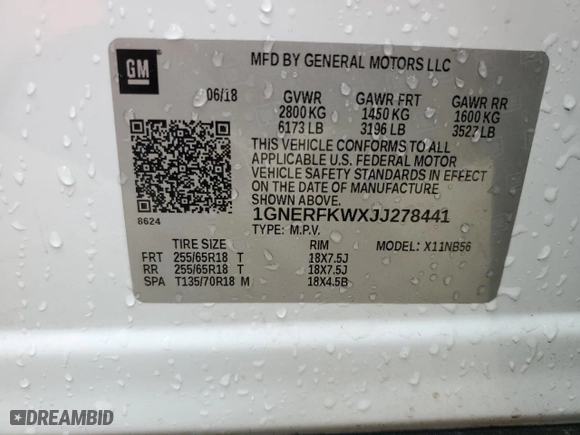 GM
MFD BY GENERAL MOTORS LLC
06/18 GVWR GAWR FRT GAWR RR
2800 KG 1450 KG 1600 KG
6173 LB 3196 LB 3527 LB
THIS VEHICLE CONFORMS TO ALL
APPLICABLE U.S. FEDERAL MOTOR
VEHICLE SAFETY STANDARDS IN EFFECT
ON THE DATE OF MANUFACTURE
SHOWN ABOVE.
1GNERFKWXJJ278441
8624
TYPE: M.P.V. MODEL: X11NB56
TIRE SIZE RIM
FRT 255/65R18 T 18X7.5J
RR 255/65R18 T 18X7.5J
SPA T135/70R18 M 18X4.5B
DREAMBID